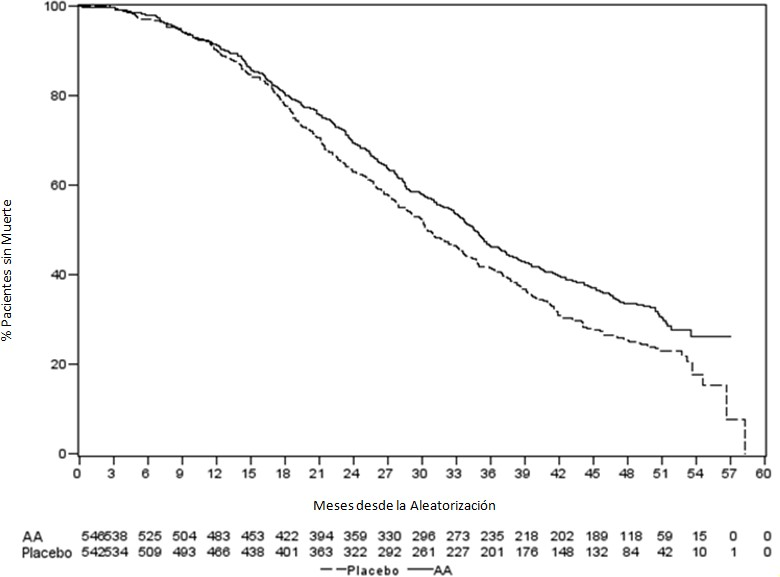 100
80
60
40
20
0
% Pacientes sin Muerte
0 3 6 9 12 15 18 21 24 27 30 33 36 39 42 45 48 51 54 57 60
Meses desde la Aleatorización
AA 546 538 525 504 483 453 422 394 359 330 296 273 235 218 202 189 118 59 15 0 0
Placebo 542 534 509 493 466 438 401 363 322 292 261 227 201 176 148 132 84 42 10 1 0
Placebo AA